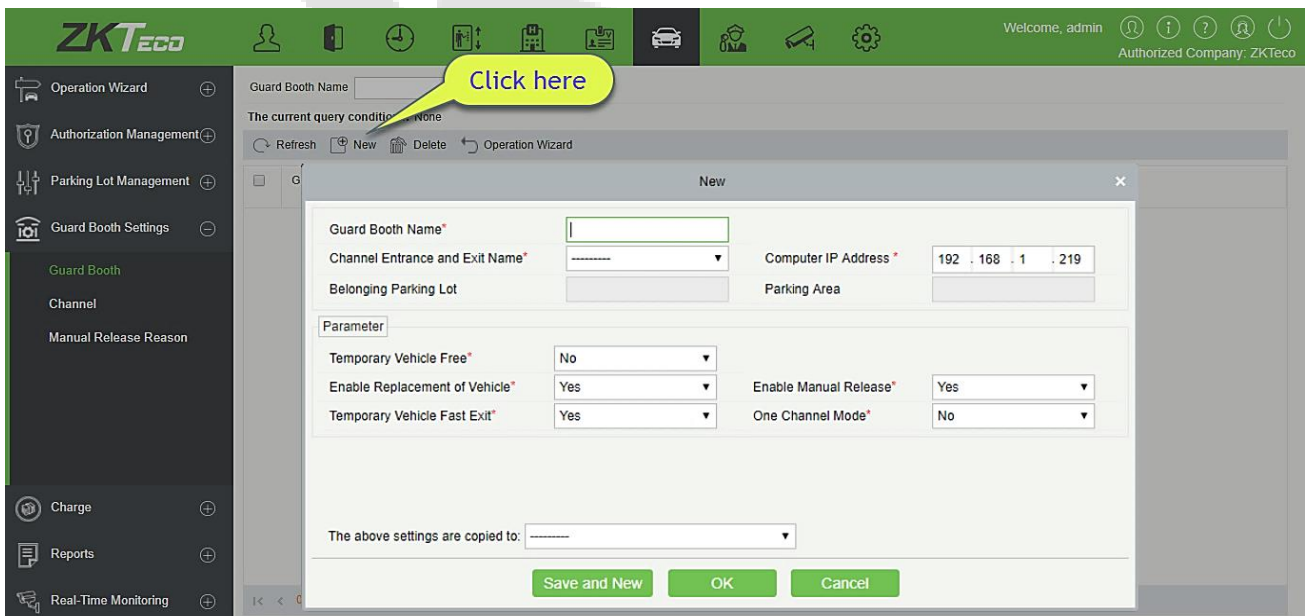 ZKTeco
Welcome, admin
Authorized Company: ZKTeco
Operation Wizard
Authorization Management
Parking Lot Management
Guard Booth Settings
Guard Booth
Channel
Manual Release Reason
Charge
Reports
Real-Time Monitoring
Guard Booth Name
Click here
The current query conditions: None
Refresh New Delete Operation Wizard
G
New
Guard Booth Name*
Channel Entrance and Exit Name* --------- Computer IP Address * 192 . 168 . 1 . 219
Belonging Parking Lot Parking Area
Parameter
Temporary Vehicle Free* No
Enable Replacement of Vehicle* Yes Enable Manual Release* Yes
Temporary Vehicle Fast Exit* Yes One Channel Mode* No
The above settings are copied to: ---------
Save and New OK Cancel